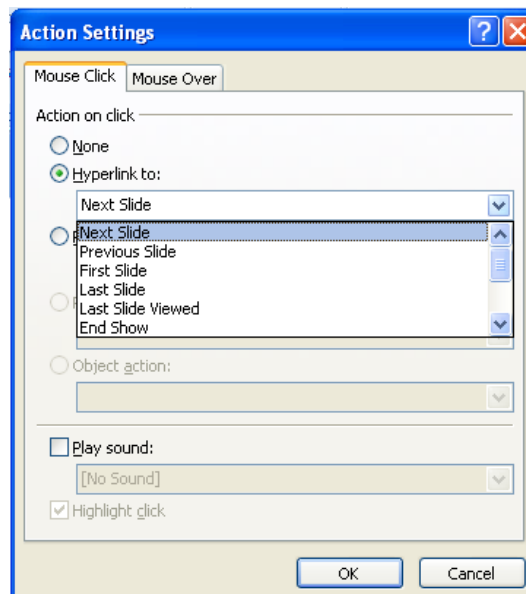 Action Settings
Mouse Click
Mouse Over
Action on click
None
Hyperlink to:
Next Slide
Next Slide
Previous Slide
First Slide
Last Slide
Last Slide Viewed
End Show
Object action:
Play sound:
[No Sound]
Highlight click
OK
Cancel